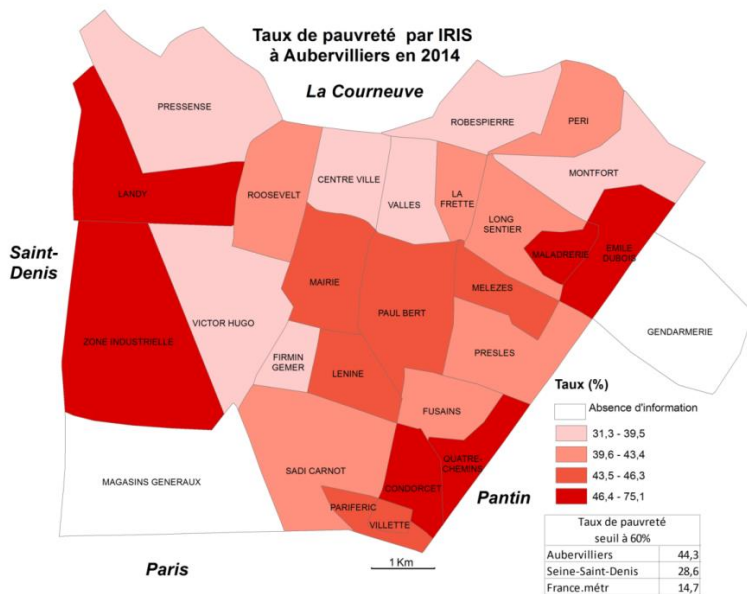 Taux de pauvreté par IRIS
à Aubervilliers en 2014
La Courneuve
PRESSENSE
ROBESPIERRE
PERI
CENTRE VILLE
MONTFORT
LANDY
ROOSEVELT
VALLES
LA
FRETTE
LONG
SENTIER
Saint-
Denis
MALADRERIE
EMILE
DUBOIS
MAIRIE
MELEZES
PAUL BERT
VICTOR HUGO
GENDARMERIE
ZONE INDUSTRIELLE
FIRMIN
GEMER
PRESLES
LENINE
FUSAINS
SADI CARNOT
QUATRE-
CHEMINS
MAGASINS GENERAUX
CONDORCET
Pantin
PARIFERIC
VILLETTE
Paris
1 Km
Taux (%)
Absence d'information
31,3 - 39,5
39,6 - 43,4
43,5 - 46,3
46,4 - 75,1
Taux de pauvreté
seuil à 60%
Aubervilliers 44,3
Seine-Saint-Denis 28,6
France.métr 14,7